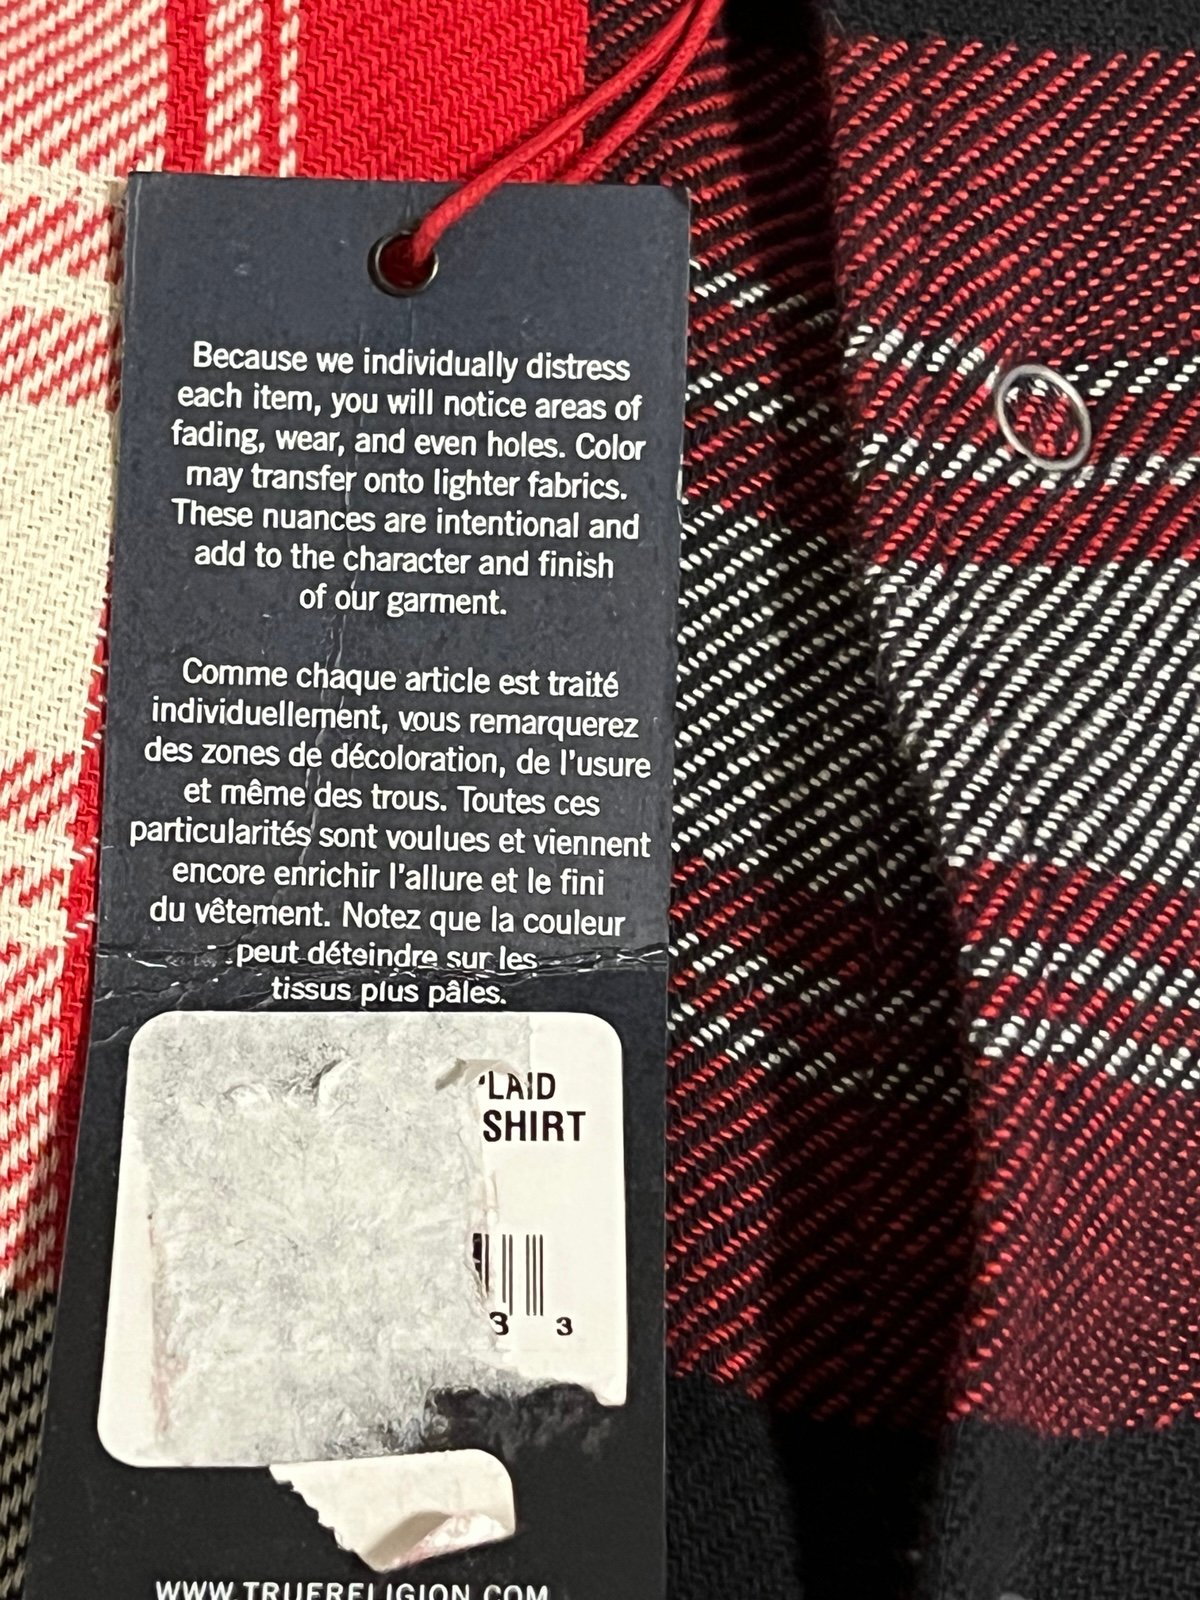 Because we individually distress
each item, you will notice areas of
fading, wear, and even holes. Color
may transfer onto lighter fabrics.
These nuances are intentional and
add to the character and finish
of our garment.
Comme chaque article est traité
individuellement, vous remarquerez
des zones de décoloration, de l'usure
et même des trous. Toutes ces
particularités sont voulues et viennent
encore enrichir l'allure et le fini
du vêtement. Notez que la couleur
peut déteindre sur les
tissus plus pâles.
LAID
SHIRT
3 3
WWW.TRUERELIGION.COM